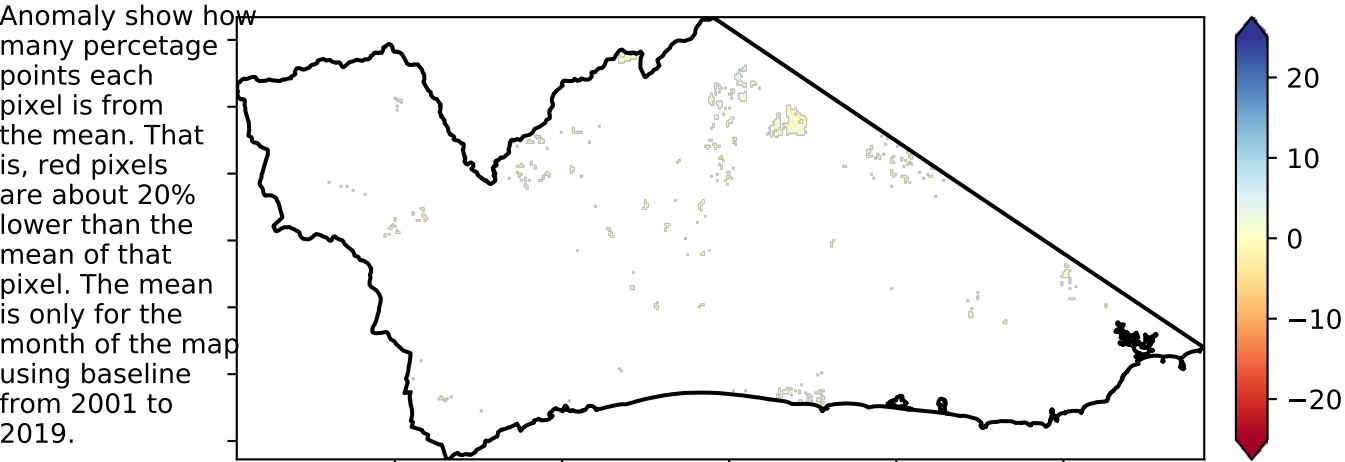 Anomaly show how
many percetage
points each
pixel is from
the mean. That
is, red pixels
are about 20%
lower than the
mean of that
pixel. The mean
is only for the
month of the map
using baseline
from 2001 to
2019.
20
10
0
−10
−20